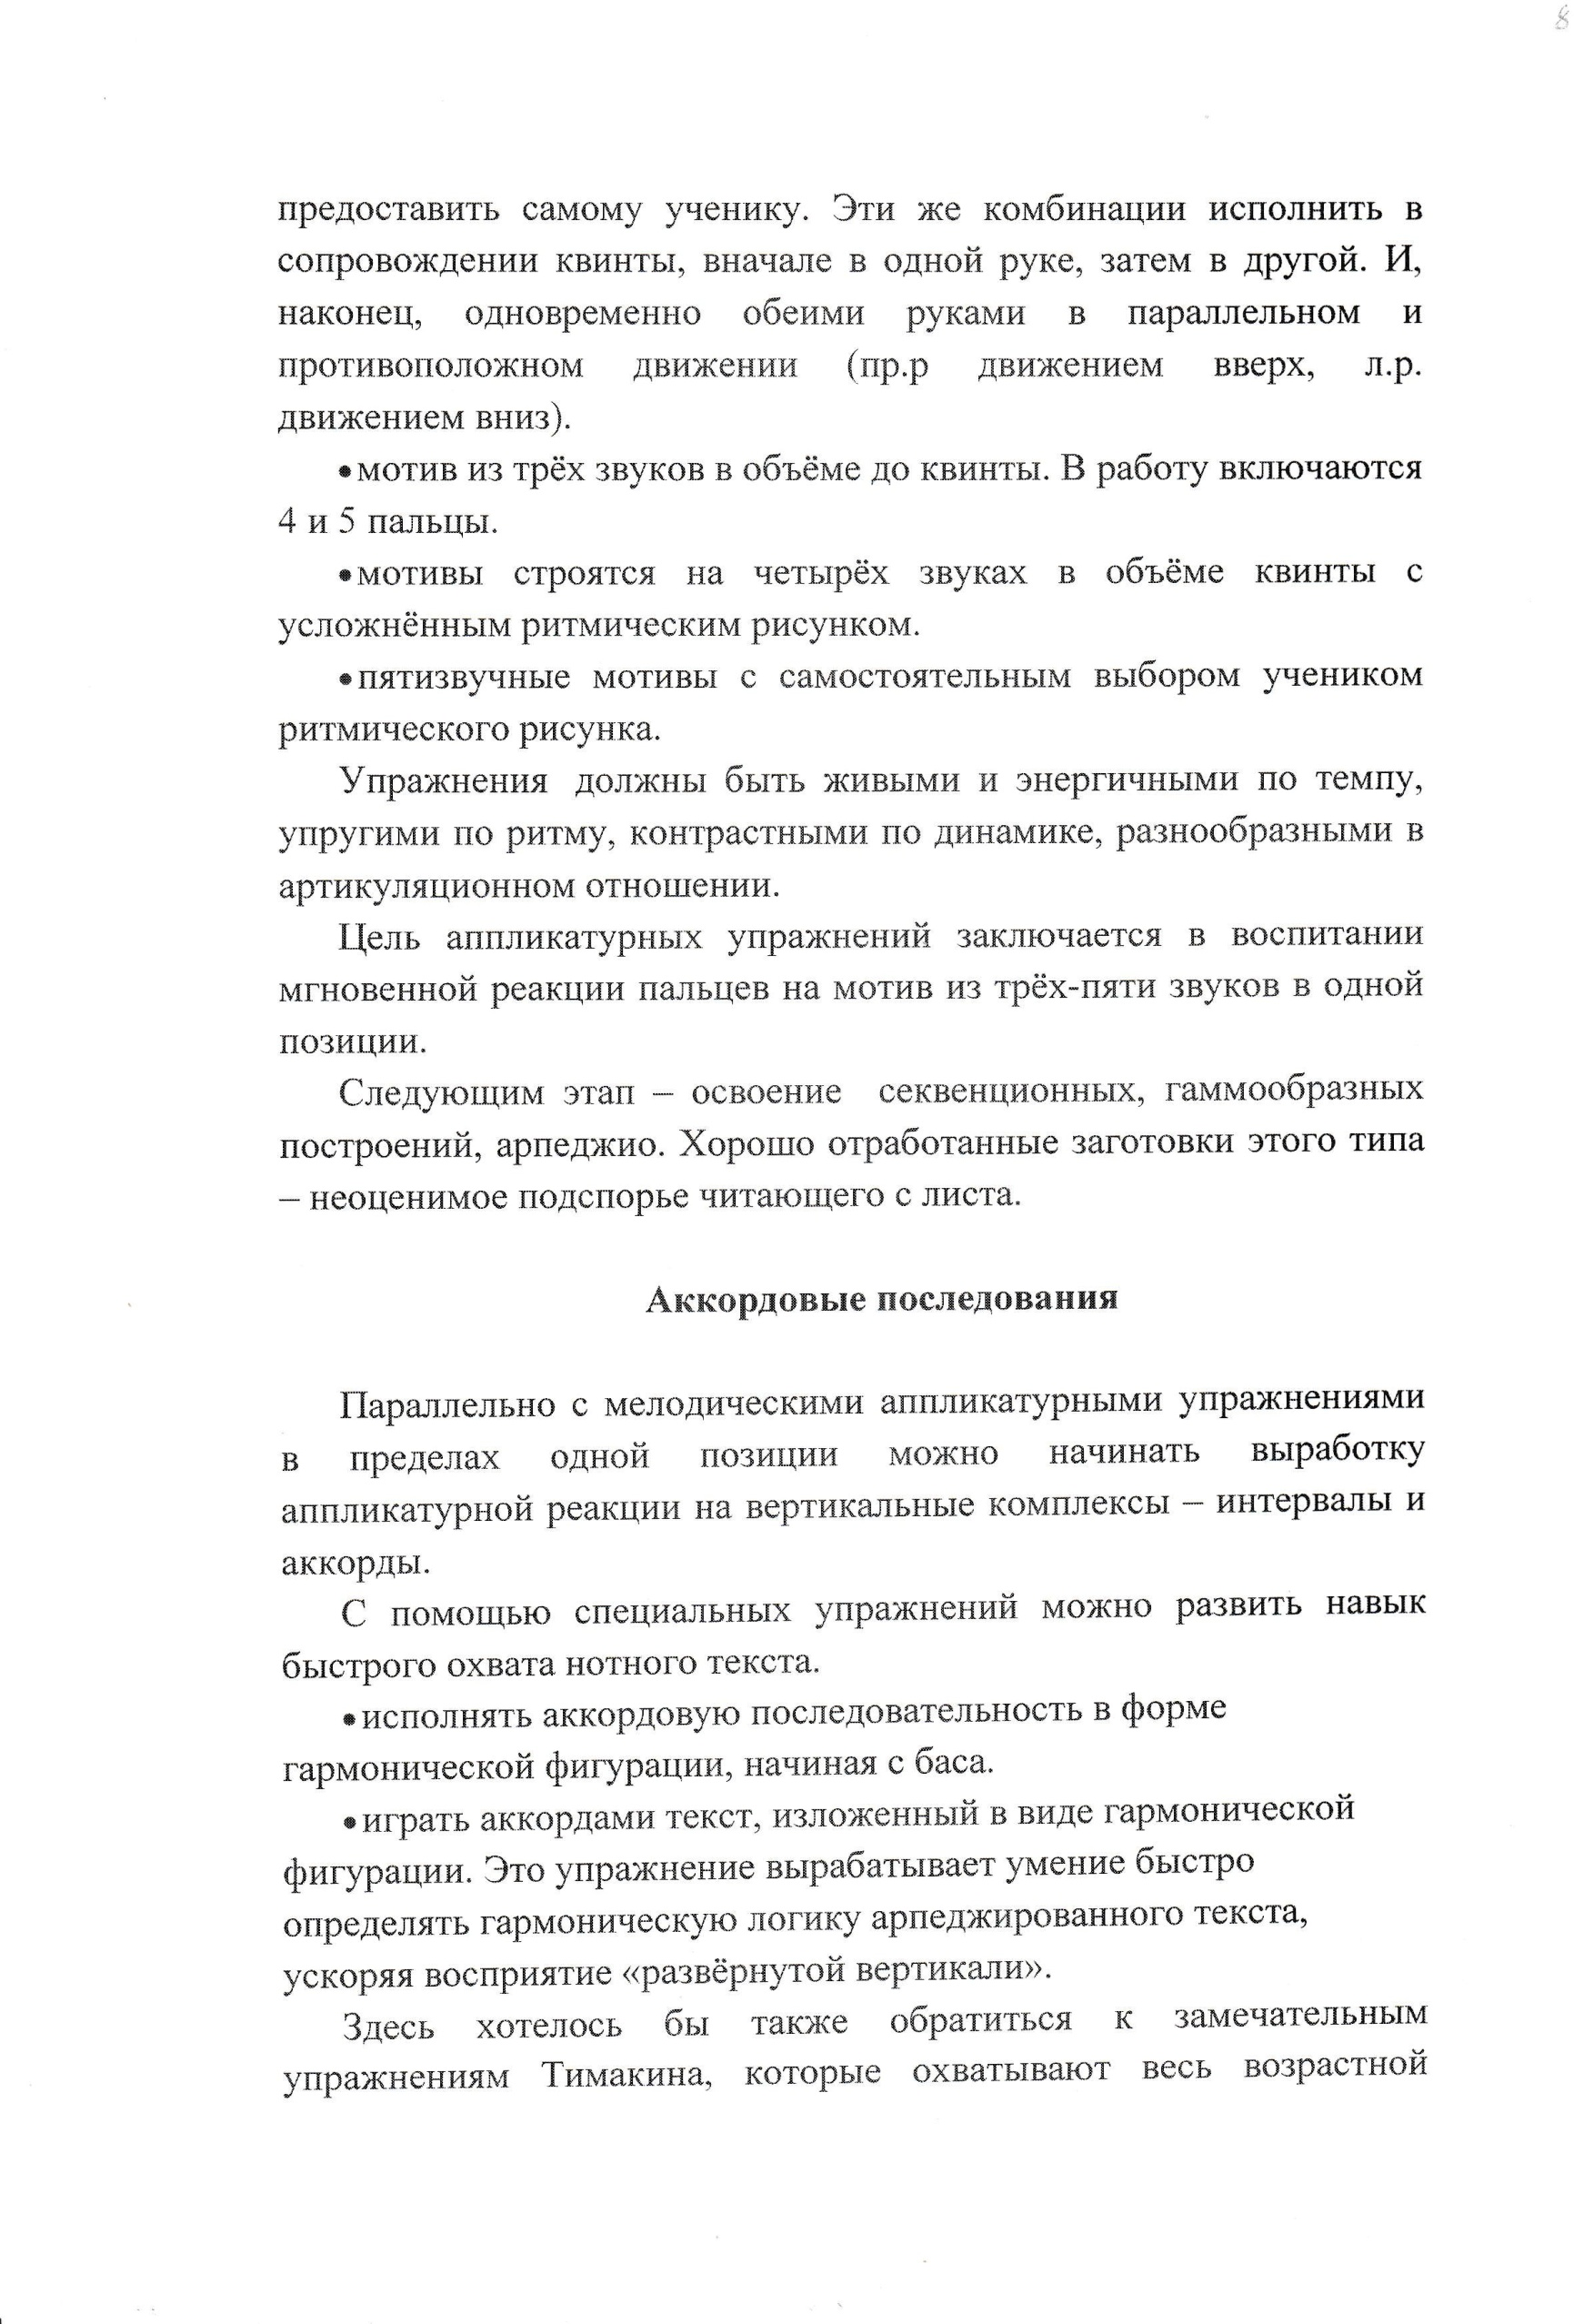 8
предоставить самому ученику. Эти же комбинации исполнить в
сопровождении квинты, вначале в одной руке, затем в другой. И,
наконец, одновременно обеими руками в параллельном и
противоположном движении (пр.р движением вверх, л.р.
движением вниз).
•мотив из трёх звуков в объёме до квинты. В работу включаются
4 и 5 пальцы.
•мотивы строятся на четырёх звуках в объёме квинты с
усложнённым ритмическим рисунком.
•пятизвучные мотивы с самостоятельным выбором учеником
ритмического рисунка.
Упражнения должны быть живыми и энергичными по темпу,
упругими по ритму, контрастными по динамике, разнообразными в
артикуляционном отношении.
Цель аппликатурных упражнений заключается в воспитании
мгновенной реакции пальцев на мотив из трёх-пяти звуков в одной
позиции.
Следующим этап – освоение секвенционных, гаммообразных
построений, арпеджио. Хорошо отработанные заготовки этого типа
– неоценимое подспорье читающего с листа.
Аккордовые последования
Параллельно с мелодическими аппликатурными упражнениями
в пределах одной позиции можно начинать выработку
аппликатурной реакции на вертикальные комплексы – интервалы и
аккорды.
С помощью специальных упражнений можно развить навык
быстрого охвата нотного текста.
•исполнять аккордовую последовательность в форме
гармонической фигурации, начиная с баса.
•играть аккордами текст, изложенный в виде гармонической
фигурации. Это упражнение вырабатывает умение быстро
определять гармоническую логику арпеджированного текста,
ускоряя восприятие «развёрнутой вертикали».
Здесь хотелось бы также обратиться к замечательным
упражнениям Тимакина, которые охватывают весь возрастной